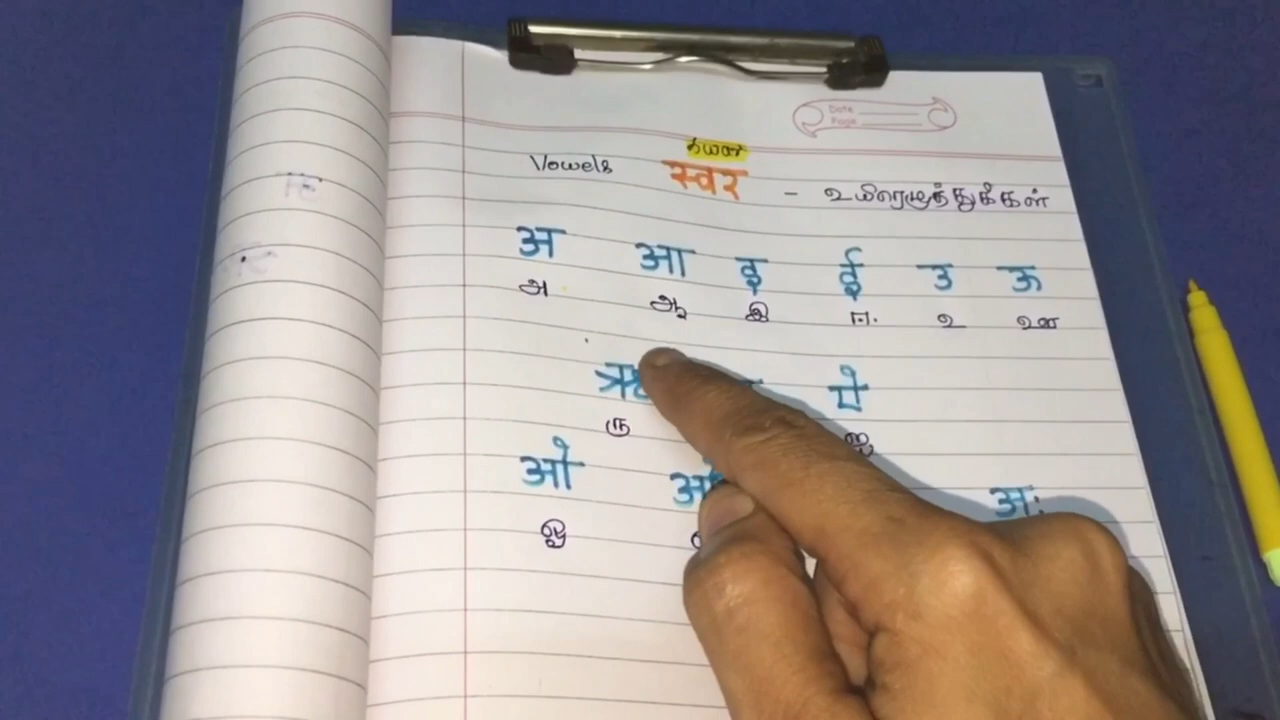 Date
Page
ஸ்வர
Vowels स्वर - உயிரெழுத்துக்கள்
अ आ इ ई उ ऊ
அ ஆ இ ஈ உ ஊ
ऋ ऐ
ரு ஐ
ओ अः
ஓ